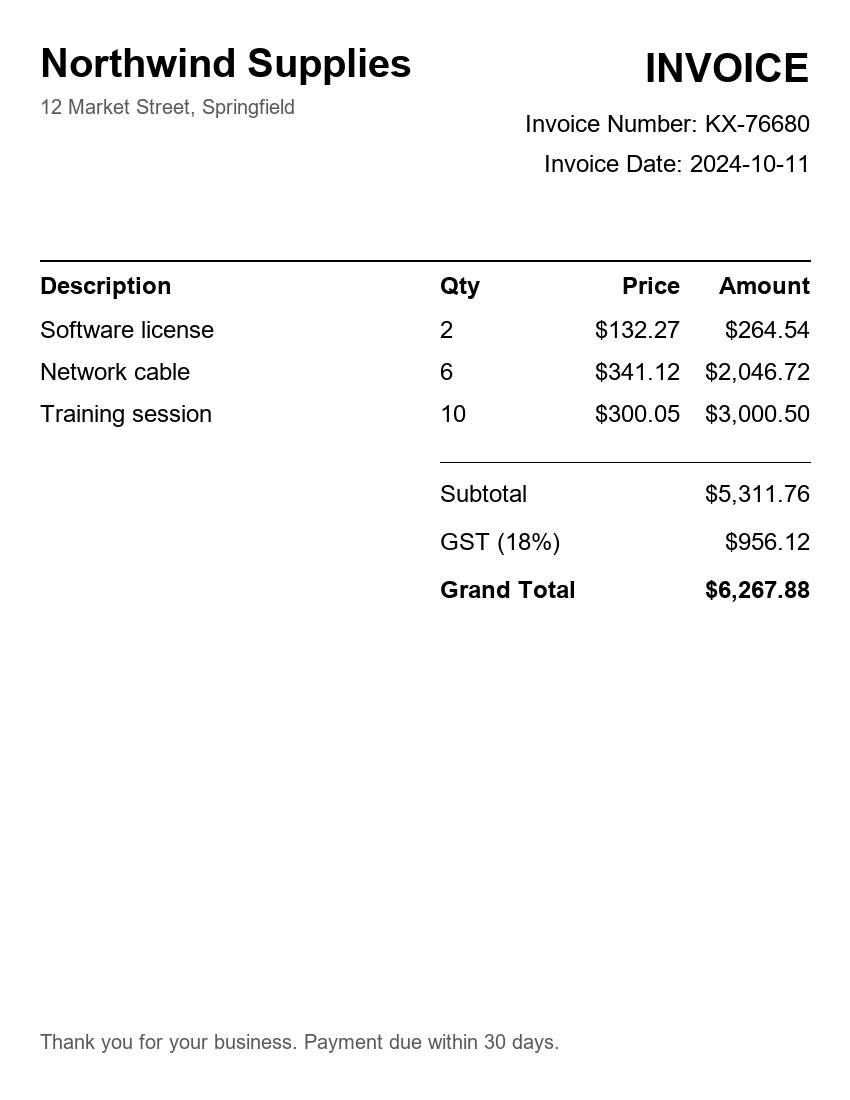 Northwind Supplies
12 Market Street, Springfield
INVOICE
Invoice Number: KX-76680
Invoice Date: 2024-10-11
Description Qty Price Amount
Software license 2 $132.27 $264.54
Network cable 6 $341.12 $2,046.72
Training session 10 $300.05 $3,000.50
Subtotal $5,311.76
GST (18%) $956.12
Grand Total $6,267.88
Thank you for your business. Payment due within 30 days.